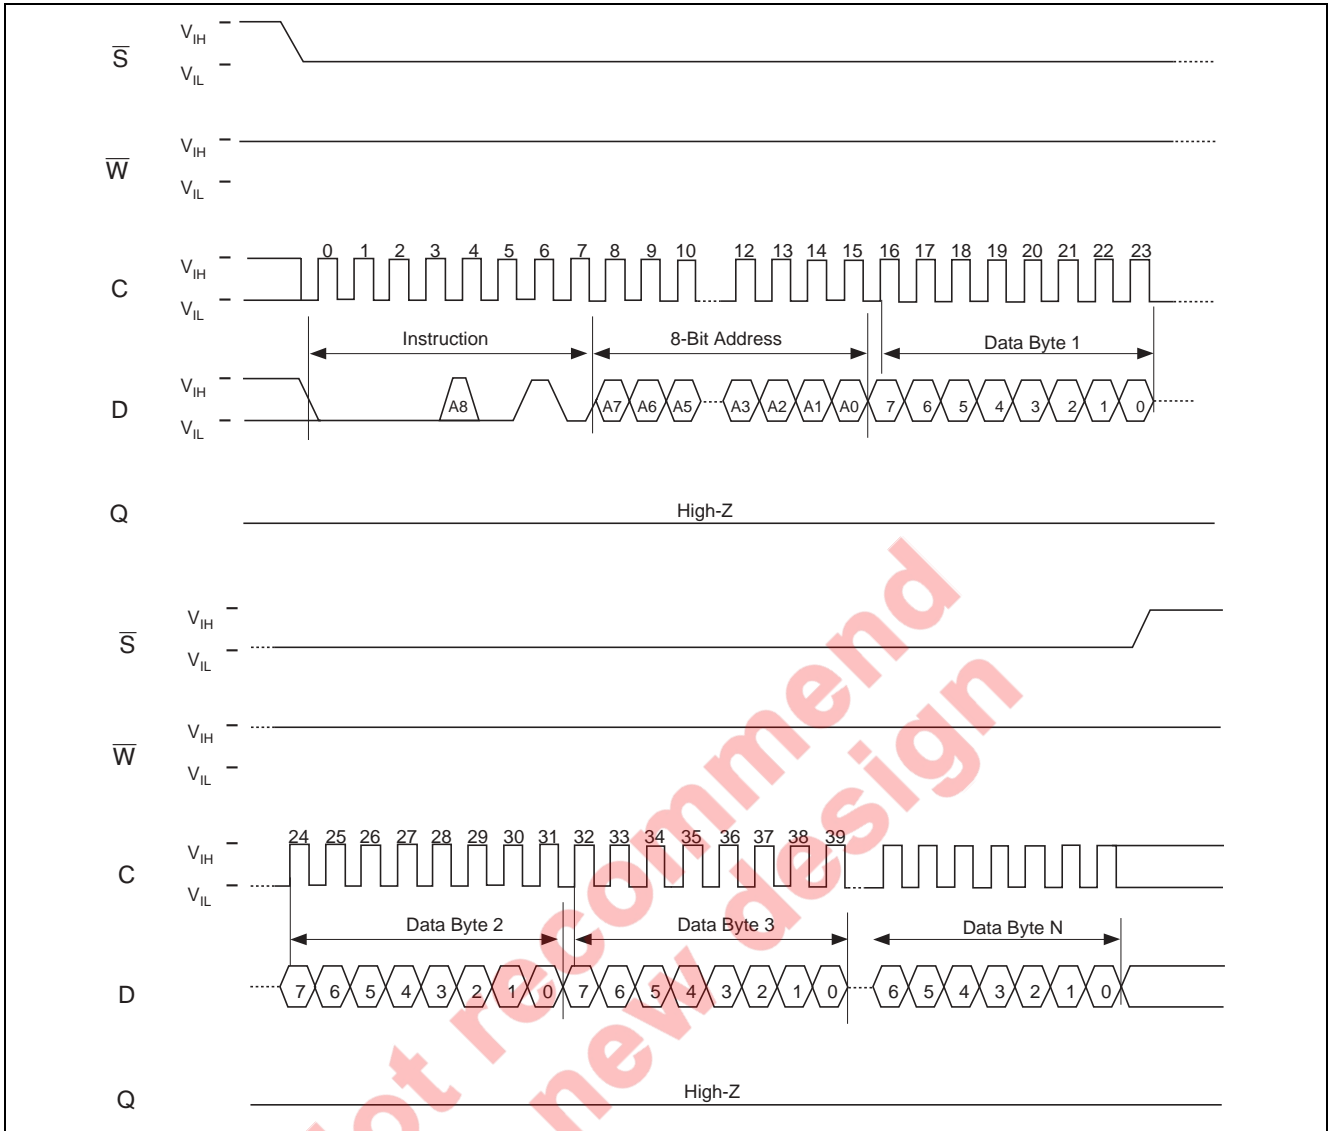 S
VIH
VIL
W
VIH
VIL
C
VIH
VIL
0 1 2 3 4 5 6 7 8 9 10 12 13 14 15 16 17 18 19 20 21 22 23
Instruction 8-Bit Address Data Byte 1
D
VIH
VIL
A8 A7 A6 A5 A3 A2 A1 A0 7 6 5 4 3 2 1 0
Q
High-Z
S
VIH
VIL
W
VIH
VIL
C
VIH
VIL
24 25 26 27 28 29 30 31 32 33 34 35 36 37 38 39
Data Byte 2 Data Byte 3 Data Byte N
D
7 6 5 4 3 2 1 0 7 6 5 4 3 2 1 0 6 5 4 3 2 1 0
Q
High-Z
ot recommend
new design